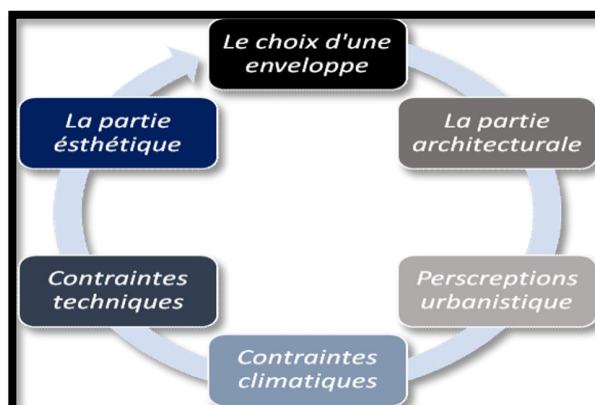 Le choix d'une
enveloppe
La partie
architecturale
Perscreptions
urbanistique
Contraintes
climatiques
Contraintes
techniques
La partie
ésthétique